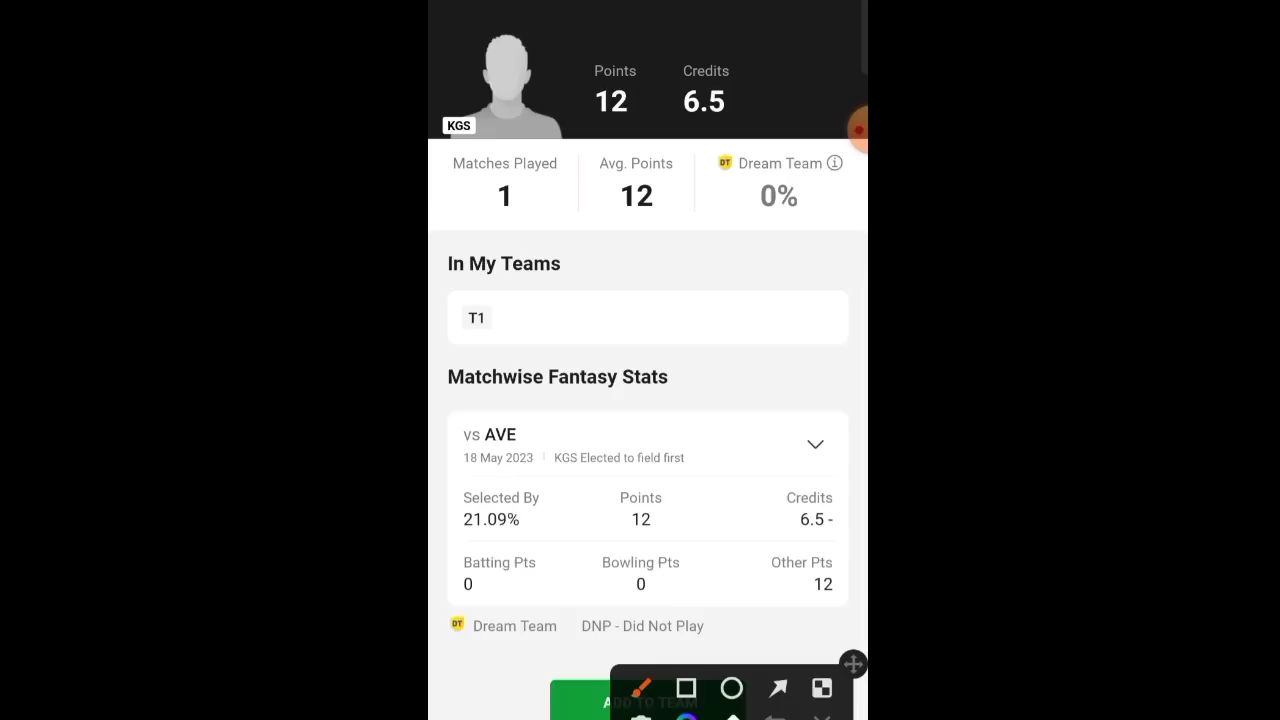 Points Credits
12 6.5
KGS
Matches Played Avg. Points DT Dream Team
1 12 0%
In My Teams
T1
Matchwise Fantasy Stats
vs AVE
18 May 2023 KGS Elected to field first
Selected By Points Credits
21.09% 12 6.5 -
Batting Pts Bowling Pts Other Pts
0 0 12
DT Dream Team DNP - Did Not Play
ADD TO TEAM